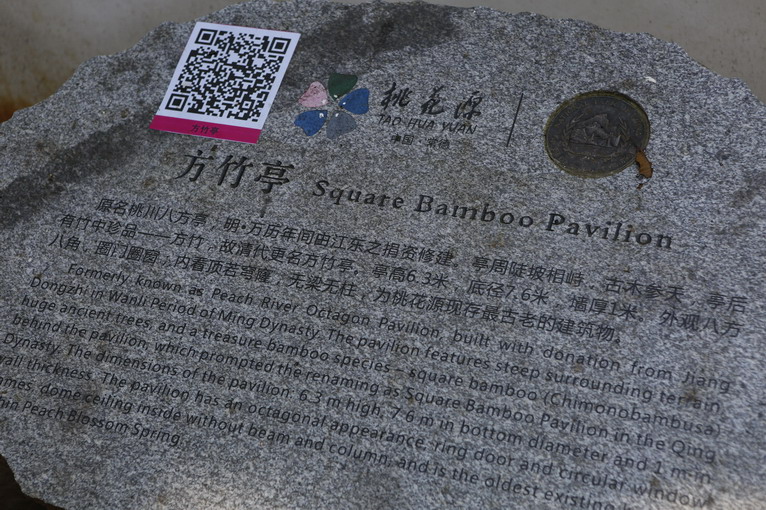 方竹亭
桃花源
TAO HUA YUAN
中国·常德
方竹亭 Square Bamboo Pavilion
原名桃川八方亭，明·万历年间由江东之捐资修建。亭周陡坡相峙，古木参天，亭后
有竹中珍品——方竹，故清代更名方竹亭。亭高6.3米，底径7.6米，墙厚1米，外观八方
八角、圆门圆窗，内看顶若穹隆，无梁无柱，为桃花源现存最古老的建筑物。
Formerly known as Peach River Octagon Pavilion, built with donation from Jiang
Dongzhi in Wanli Period of Ming Dynasty. The pavilion features steep surrounding terrain,
huge ancient trees, and a treasure bamboo species - square bamboo (Chimonobambusa)
behind the pavilion, which prompted the renaming as Square Bamboo Pavilion in the Qing
Dynasty. The dimensions of the pavilion: 6.3 m high, 7.6 m in bottom diameter and 1 m in
wall thickness. The pavilion has an octagonal appearance, ring door and circular window
ames, dome ceiling inside without beam and column, and is the oldest existing
hin Peach Blossom Spring.